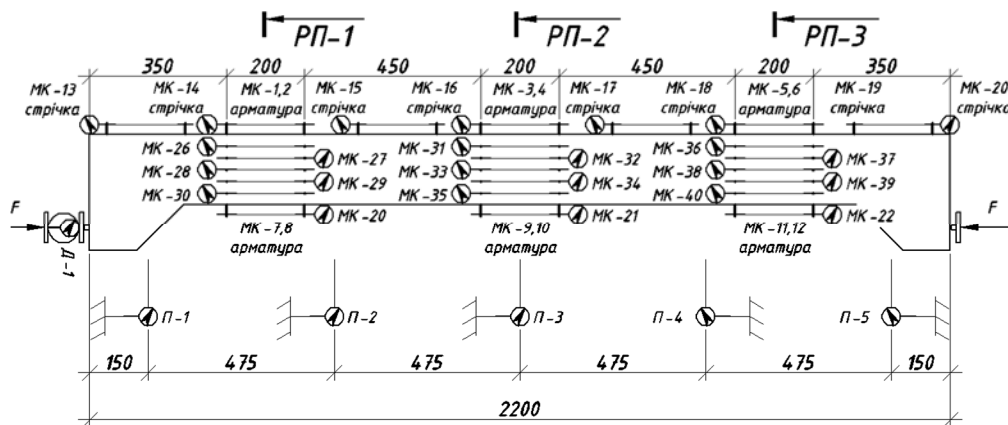 РП-1
РП-2
РП-3
350
200
450
200
450
200
350
МК-13
стрічка
МК-14
стрічка
МК-1,2
арматура
МК-15
стрічка
МК-16
стрічка
МК-3,4
арматура
МК-17
стрічка
МК-18
стрічка
МК-5,6
арматура
МК-19
стрічка
МК-20
стрічка
МК-26
МК-27
МК-28
МК-29
МК-30
МК-20
МК-31
МК-32
МК-33
МК-34
МК-35
МК-21
МК-36
МК-37
МК-38
МК-39
МК-40
МК-22
F
F
Д-1
МК-7,8
арматура
МК-9,10
арматура
МК-11,12
арматура
П-1
П-2
П-3
П-4
П-5
150
475
475
475
475
150
2200